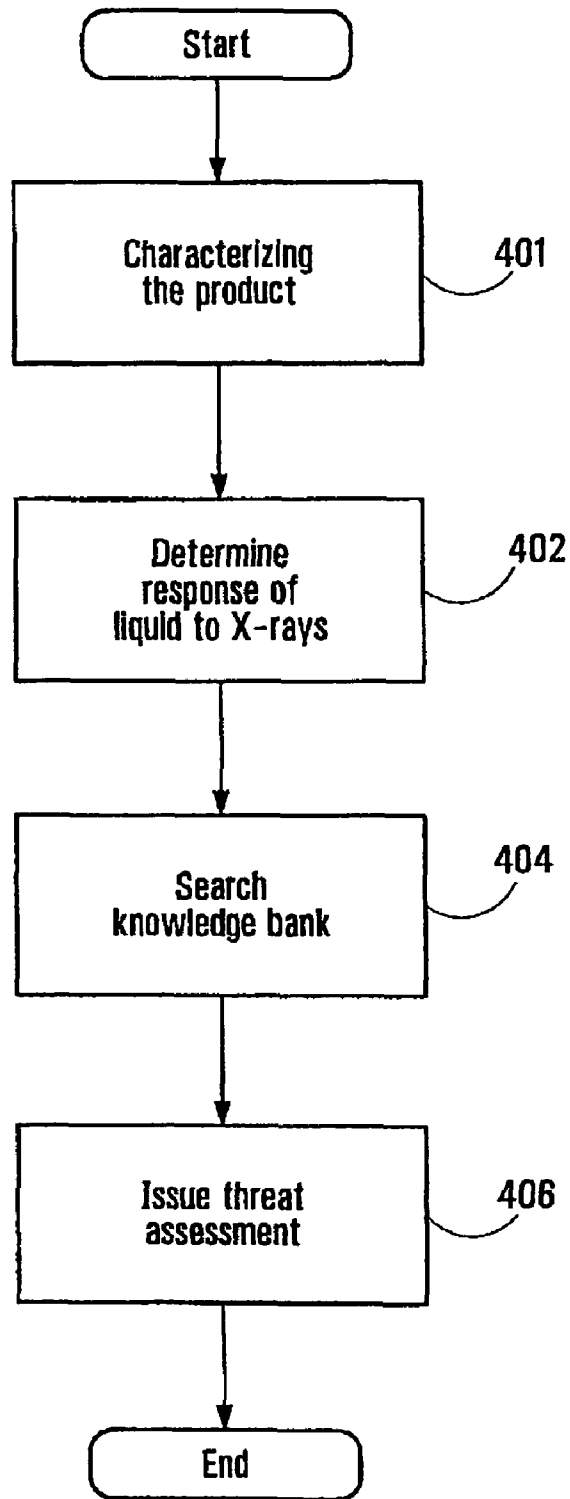 Start
Characterizing
the product
401
Determine
response of
liquid to X-rays
402
Search
knowledge bank
404
Issue threat
assessment
406
End